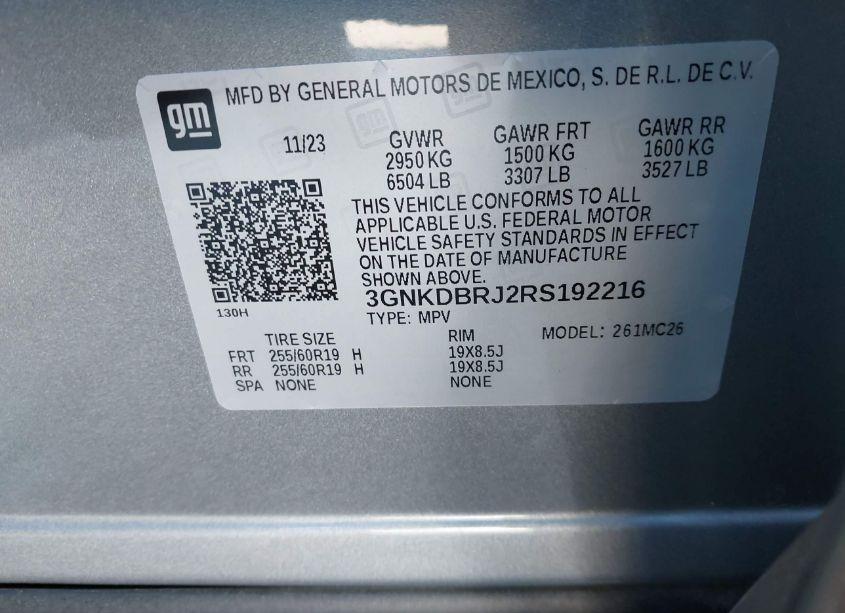 gm
MFD BY GENERAL MOTORS DE MEXICO, S. DE R.L. DE C.V.
11/23 GVWR GAWR FRT GAWR RR
2950 KG 1500 KG 1600 KG
6504 LB 3307 LB 3527 LB
THIS VEHICLE CONFORMS TO ALL
APPLICABLE U.S. FEDERAL MOTOR
VEHICLE SAFETY STANDARDS IN EFFECT
ON THE DATE OF MANUFACTURE
SHOWN ABOVE.
3GNKDBRJ2RS192216
130H
TYPE: MPV
TIRE SIZE RIM MODEL: 261MC26
FRT 255/60R19 H 19X8.5J
RR 255/60R19 H 19X8.5J
SPA NONE NONE